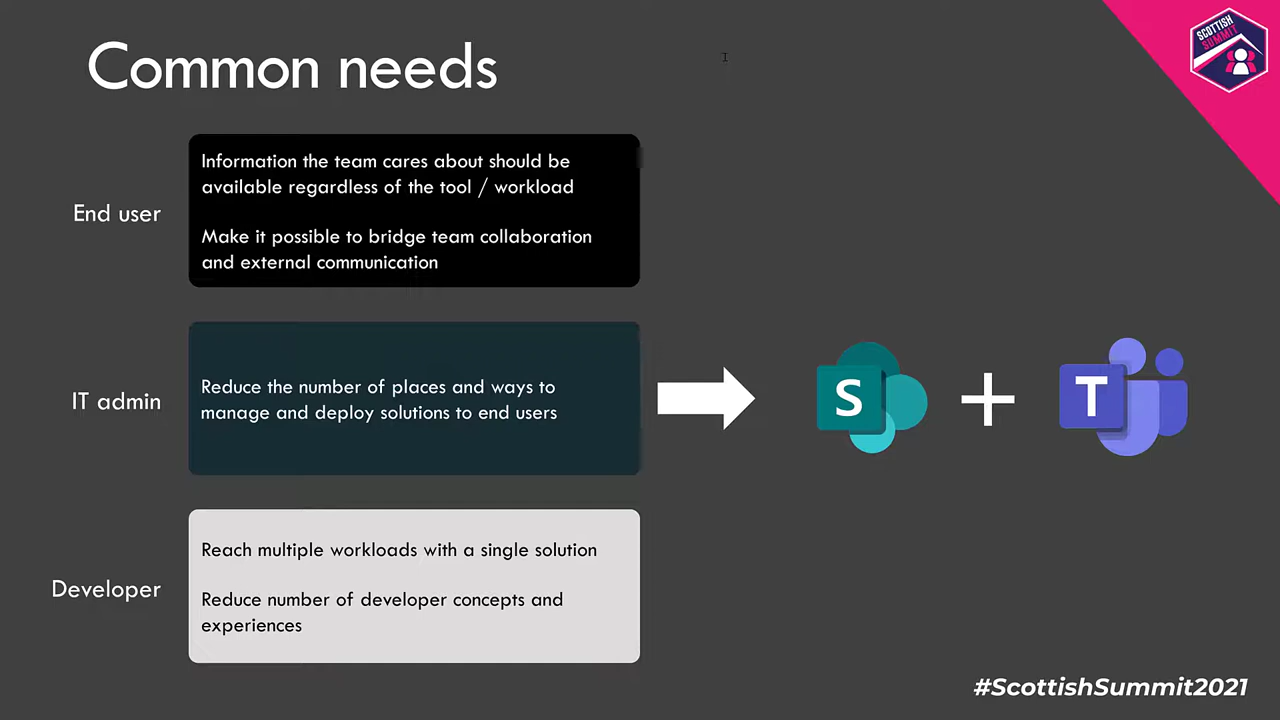 Common needs
SCOTTISH
SUMMIT
End user
Information the team cares about should be
available regardless of the tool / workload
Make it possible to bridge team collaboration
and external communication
IT admin
Reduce the number of places and ways to
manage and deploy solutions to end users
S
T
Developer
Reach multiple workloads with a single solution
Reduce number of developer concepts and
experiences
#ScottishSummit2021